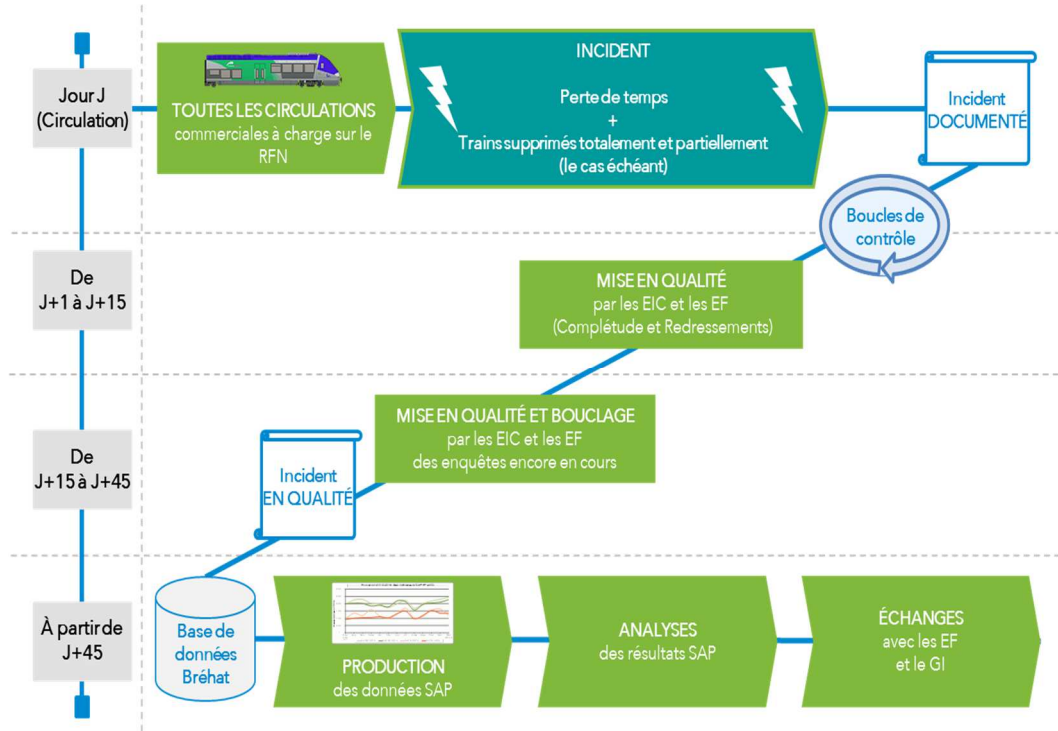 Jour J
(Circulation)
TOUTES LES CIRCULATIONS
commerciales à charge sur le
RFN
INCIDENT
Perte de temps
+
Trains supprimés totalement et partiellement
(le cas échéant)
Incident
DOCUMENTÉ
Boucles de
contrôle
De
J+1 à J+15
MISE EN QUALITÉ
par les EIC et les EF
(Complétude et Redressements)
De
J+15 à J+45
MISE EN QUALITÉ ET BOUCLAGE
par les EIC et les EF
des enquêtes encore en cours
Incident
EN QUALITÉ
À partir de
J+45
Base de
données
Bréhat
PRODUCTION
des données SAP
ANALYSES
des résultats SAP
ÉCHANGES
avec les EF
et le GI